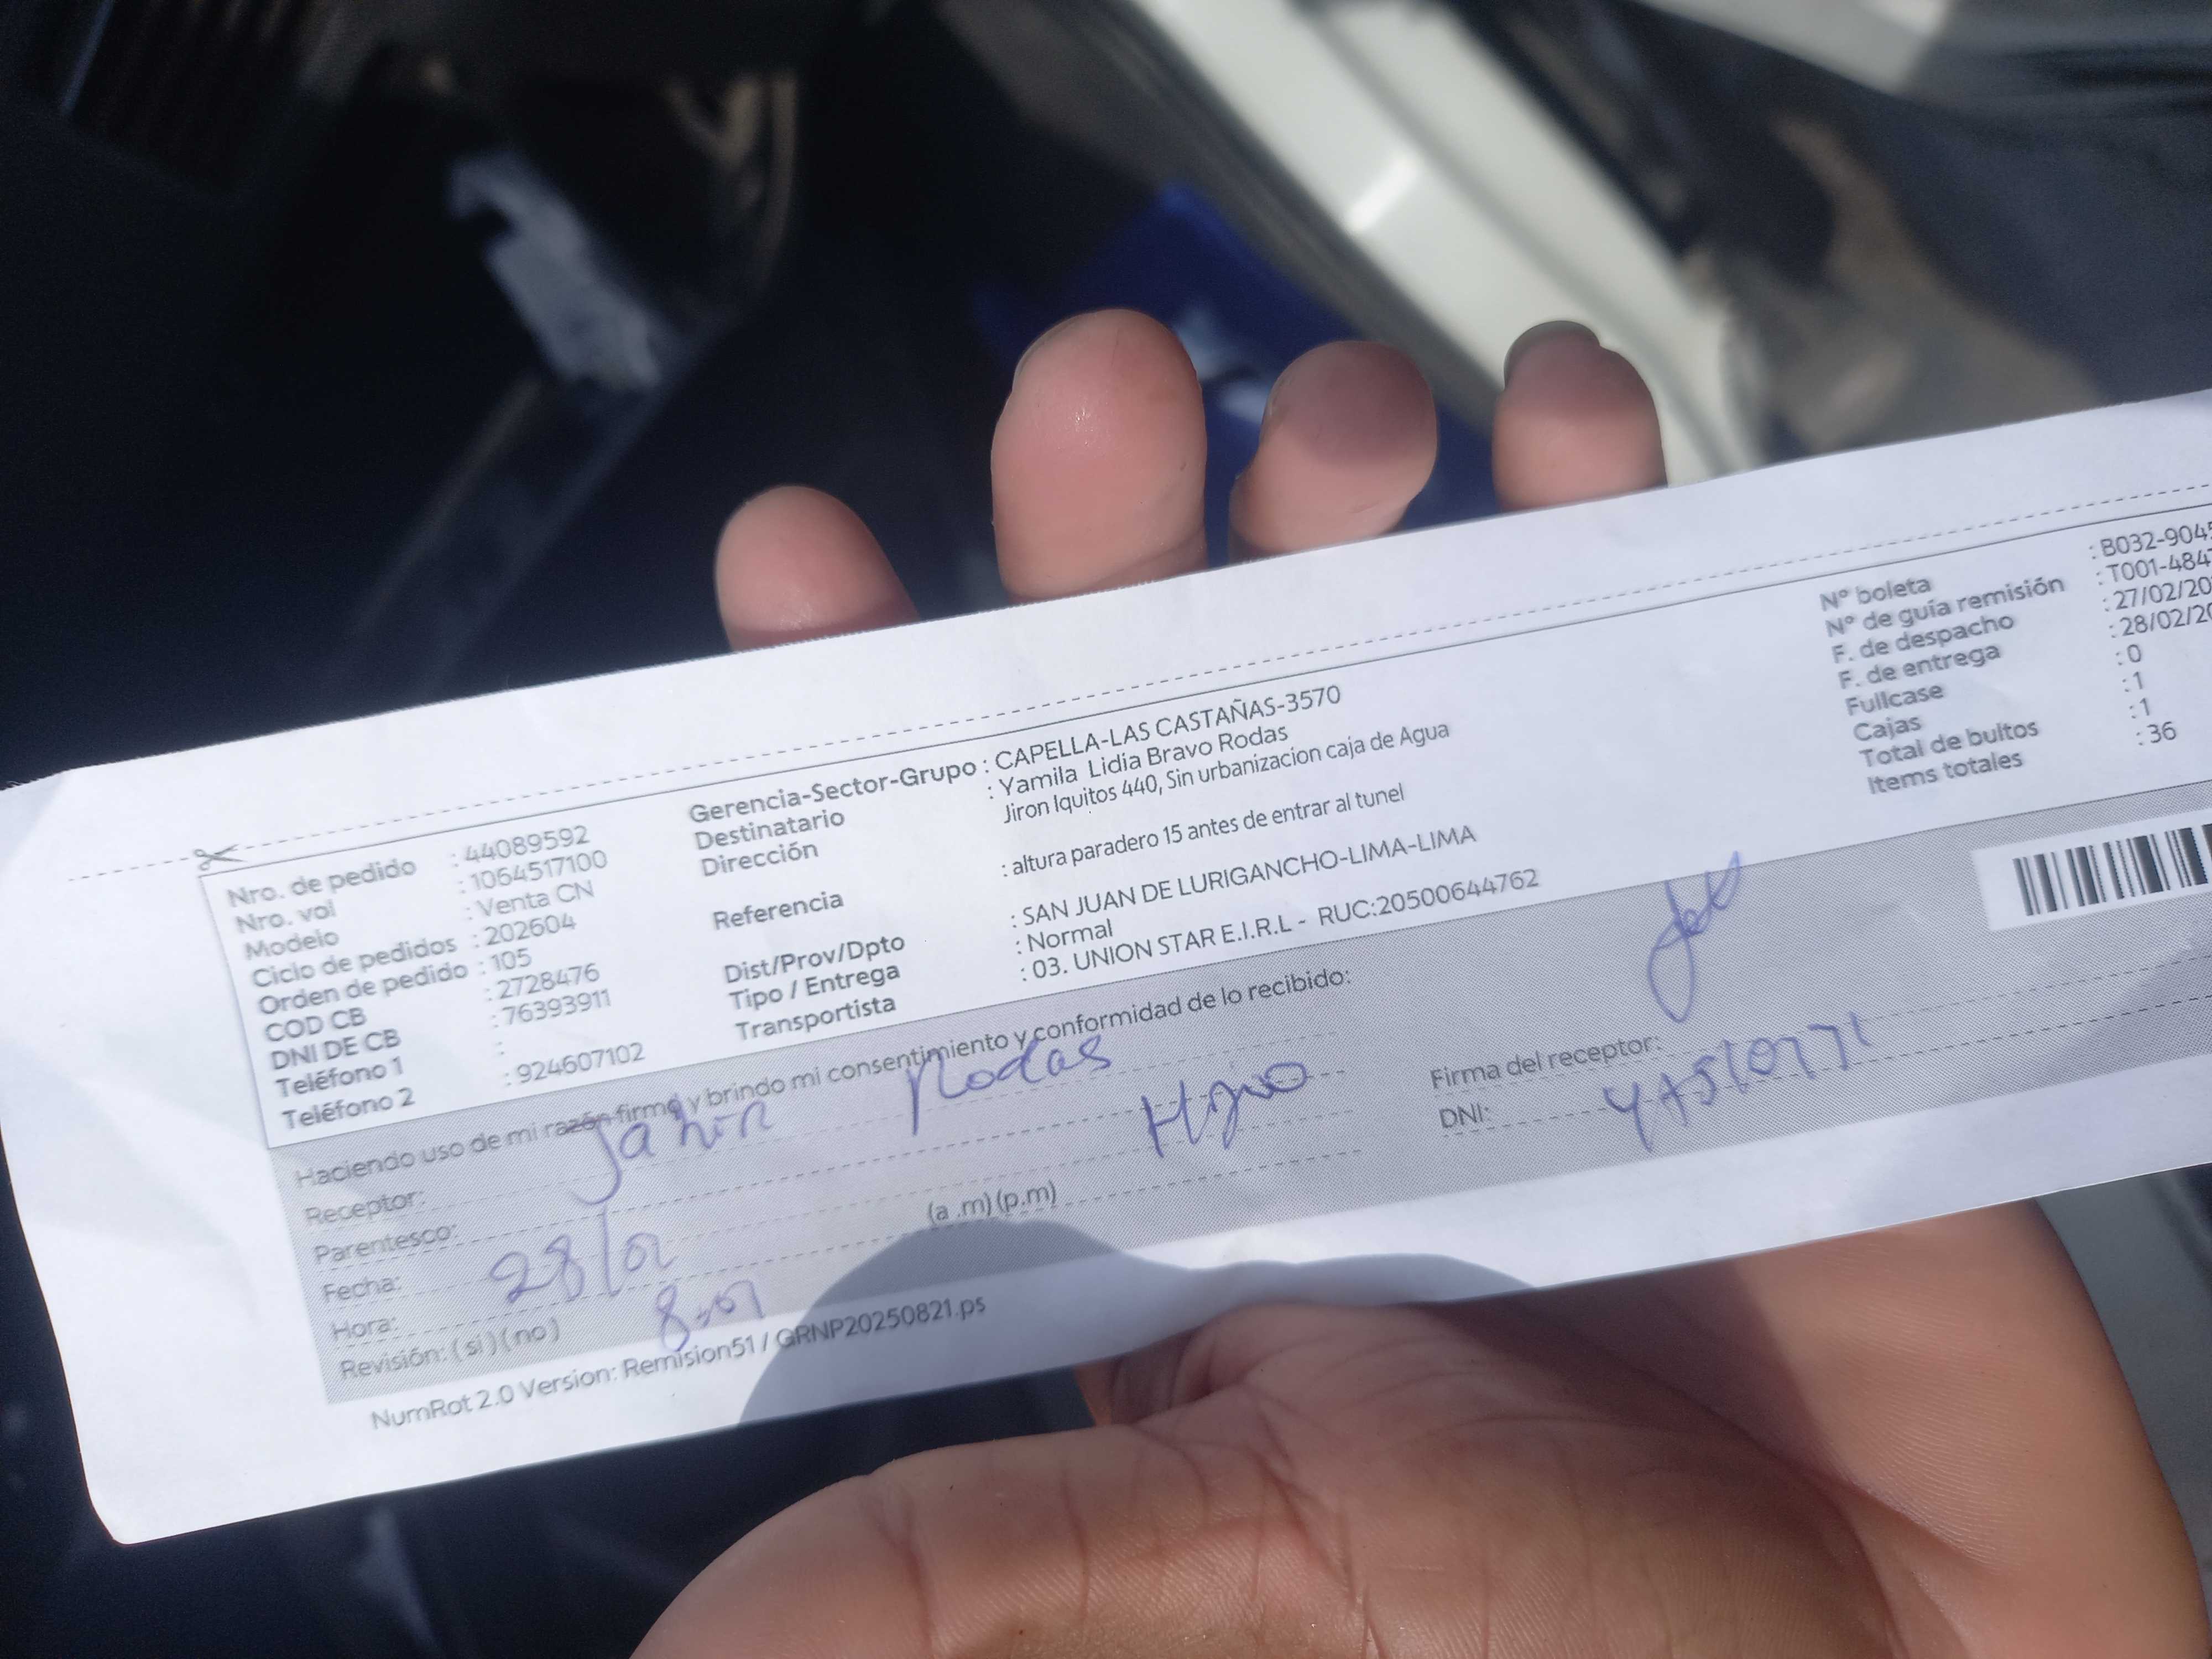 Nro. de pedido : 44089592
Nro. vol : 1064517100
Modelo : Venta CN
Ciclo de pedidos : 202604
Orden de pedido : 105
COD CB : 2728476
DNI DE CB : 76393911
Teléfono 1 :
Teléfono 2 : 924607102
Gerencia-Sector-Grupo : CAPELLA-LAS CASTAÑAS-3570
Destinatario : Yamila Lidia Bravo Rodas
Dirección Jiron Iquitos 440, Sin urbanizacion caja de Agua
Referencia : altura paradero 15 antes de entrar al tunel
Dist/Prov/Dpto : SAN JUAN DE LURIGANCHO-LIMA-LIMA
Tipo / Entrega : Normal
Transportista : 03. UNION STAR E.I.R.L - RUC:20500644762
N° boleta : B032-9045
N° de guía remisión : T001-484
F. de despacho : 27/02/20
F. de entrega : 28/02/20
Fullcase : 0
Cajas : 1
Total de bultos : 1
Items totales : 36
Haciendo uso de mi razón firmo y brindo mi consentimiento y conformidad de lo recibido:
Receptor: Rodas
Parentesco:
Fecha: 28/02
Hora: (a .m) (p.m)
Revisión: ( si ) ( no )
Firma del receptor:
DNI:
NumRot 2.0 Version: Remision51 / GRNP20250821.ps